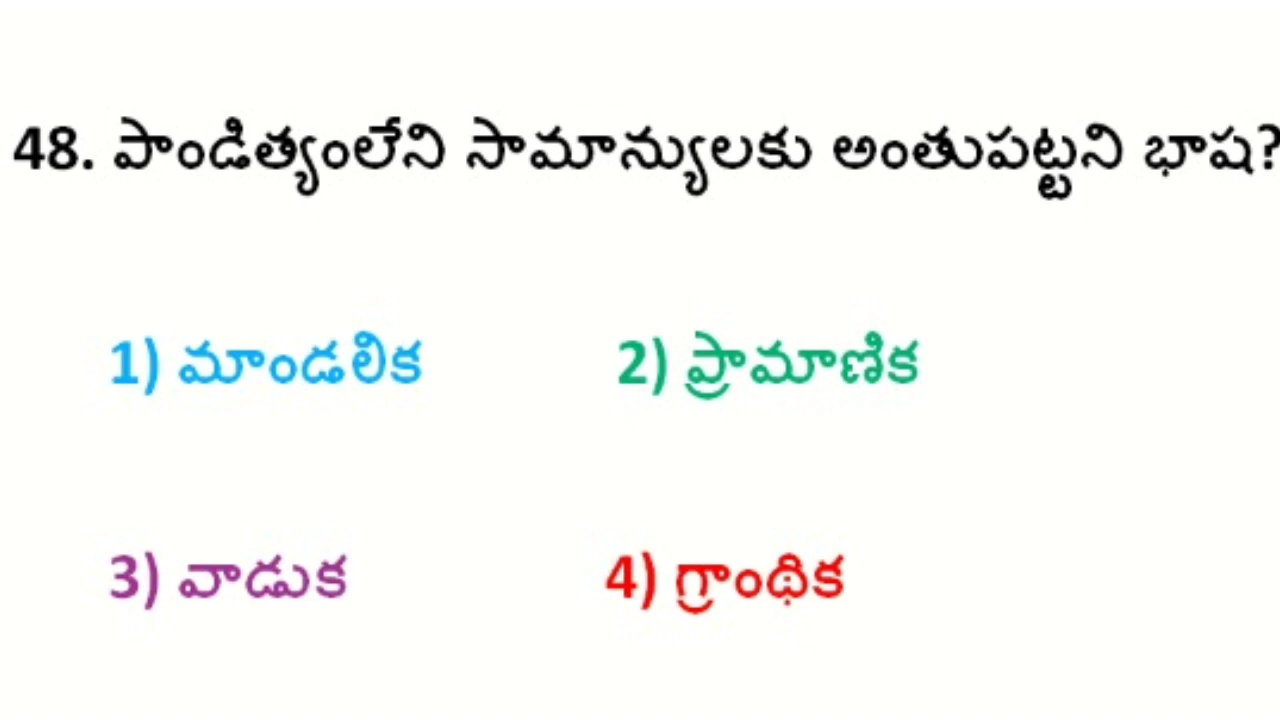 48. పాండిత్యంలేని సామాన్యులకు అంతుపట్టని భాష?
1) మాండలిక 2) ప్రామాణిక
3) వాడుక 4) గ్రాంథిక